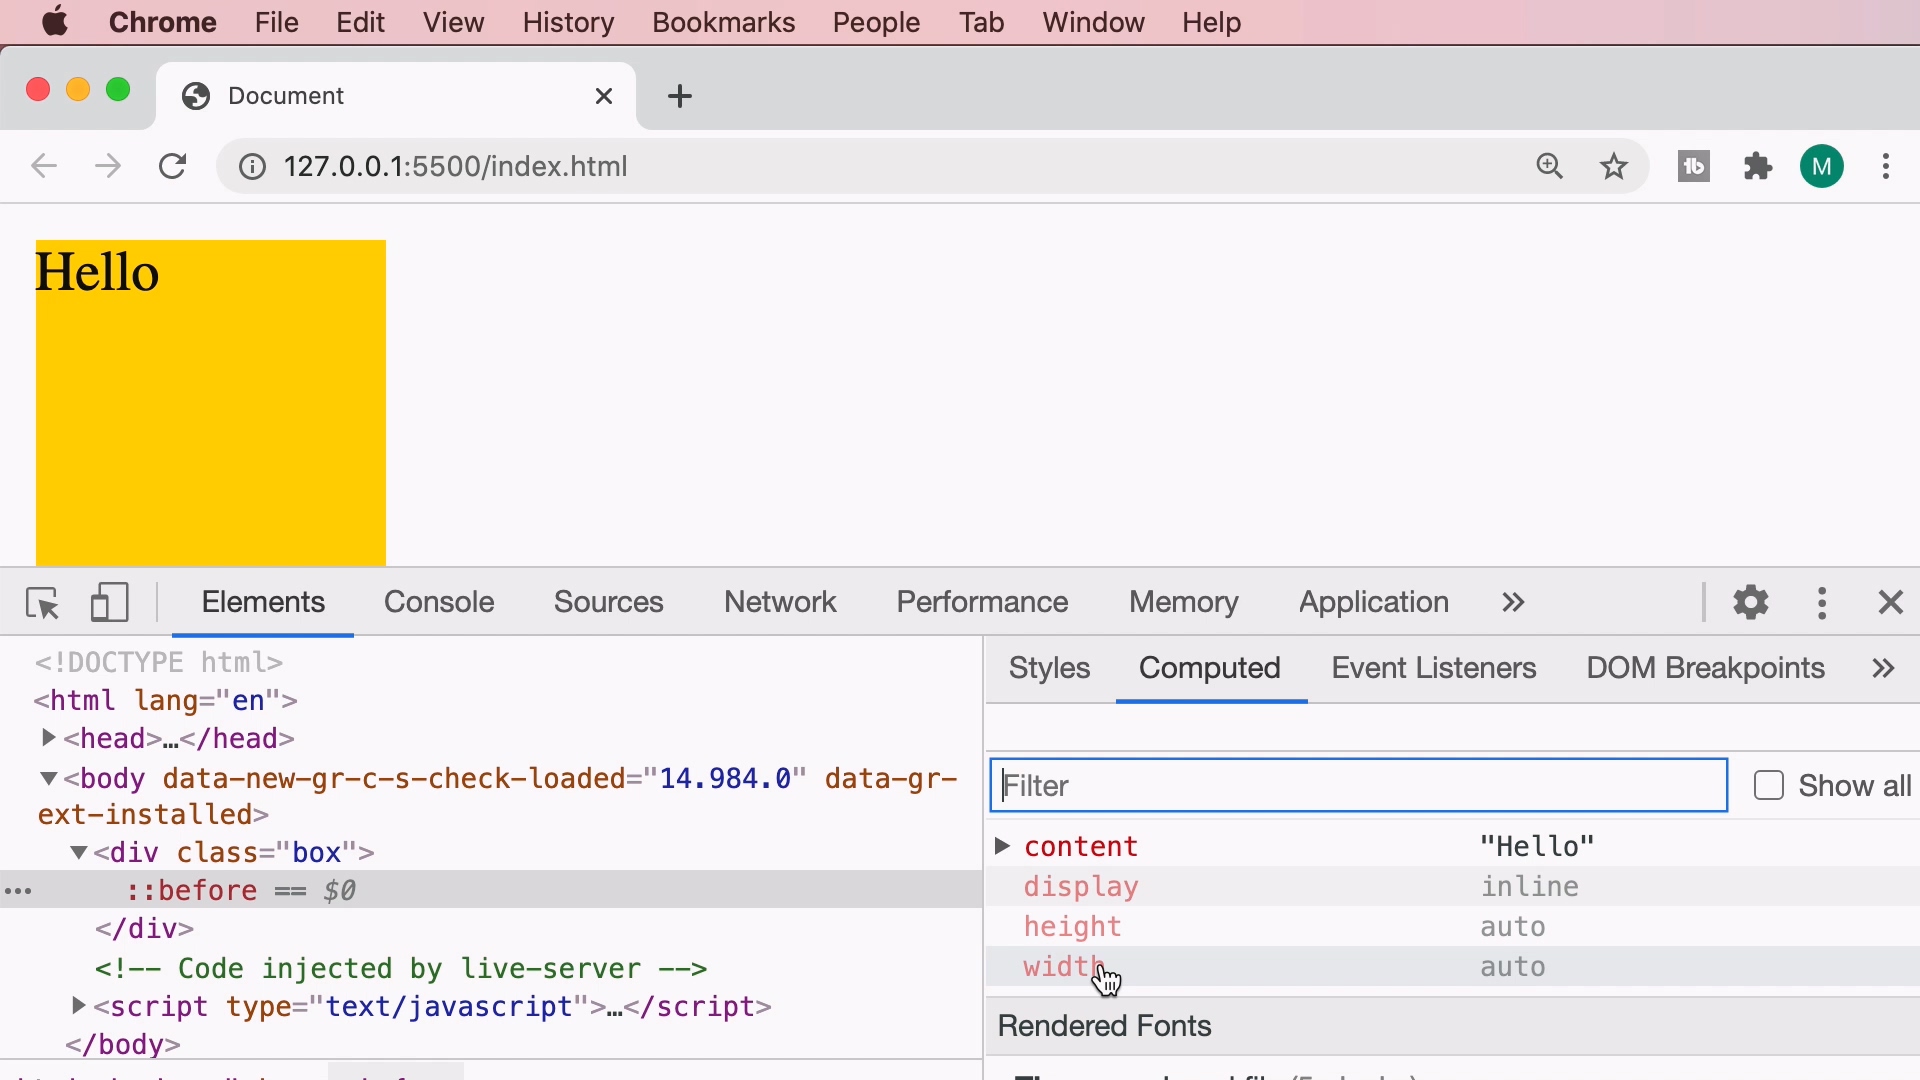 Chrome File Edit View History Bookmarks People Tab Window Help
Document
127.0.0.1:5500/index.html
M
Hello
Elements Console Sources Network Performance Memory Application
<!DOCTYPE html>
<html lang="en">
<head>…</head>
<body data-new-gr-c-s-check-loaded="14.984.0" data-gr-
ext-installed>
<div class="box">
::before == $0
</div>
<!-- Code injected by live-server -->
<script type="text/javascript">…</script>
</body>
Styles Computed Event Listeners DOM Breakpoints
Filter Show all
content "Hello"
display inline
height auto
width auto
Rendered Fonts